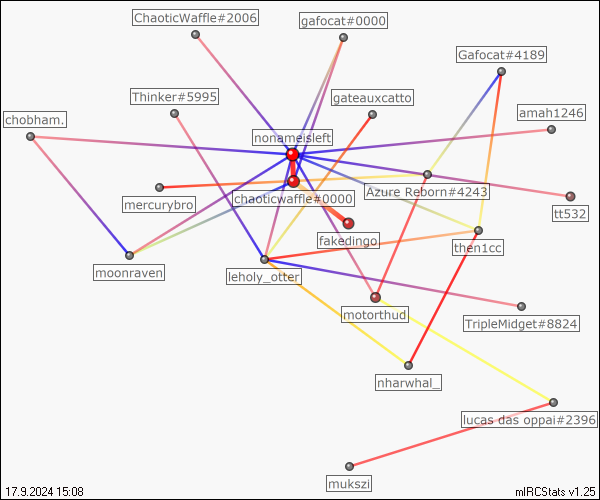 ChaoticWaffle#2006
gafocat#0000
Gafocat#4189
Thinker#5995
gateauxcatto
amah1246
chobham.
nonameisleft
mercurybro
chaoticwaffle#0000
Azure Reborn#4243
tt532
fakedingo
then1cc
moonraven
leholy_otter
motorthud
TripleMidget#8824
nharwhal_
lucas das oppai#2396
mukszi
17.9.2024 15:08
mIRCStats v1.25